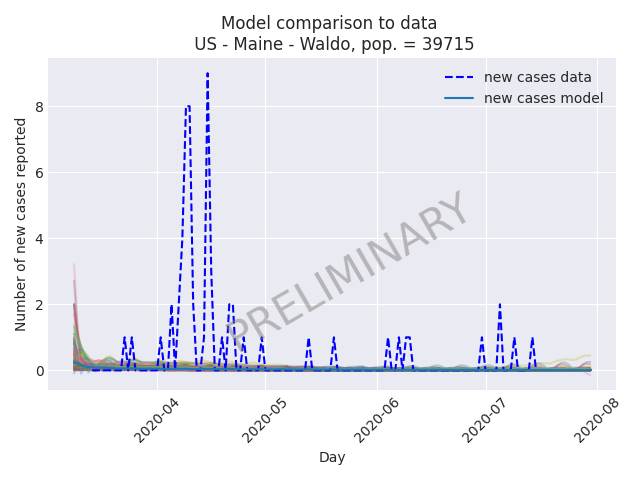 Model comparison to data
US - Maine - Waldo, pop. = 39715
new cases data
new cases model
Number of new cases reported
8
6
4
2
0
PRELIMINARY
2020-04
2020-05
2020-06
2020-07
2020-08
Day